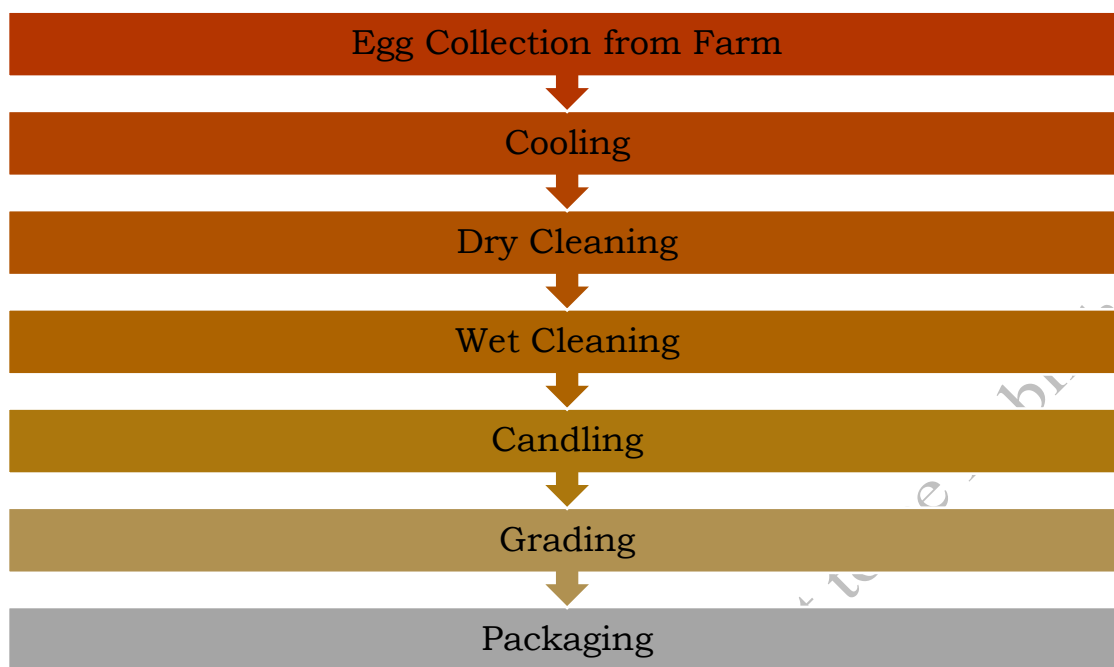 Egg Collection from Farm
Cooling
Dry Cleaning
Wet Cleaning
Candling
Grading
Packaging